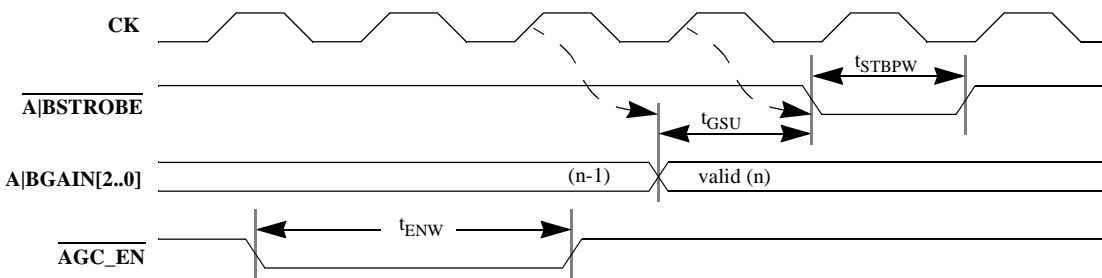 CK
tSTBPW
A|BSTROBE
tGSU
A|BGAIN[2..0]
(n-1)
valid (n)
tENW
AGC_EN